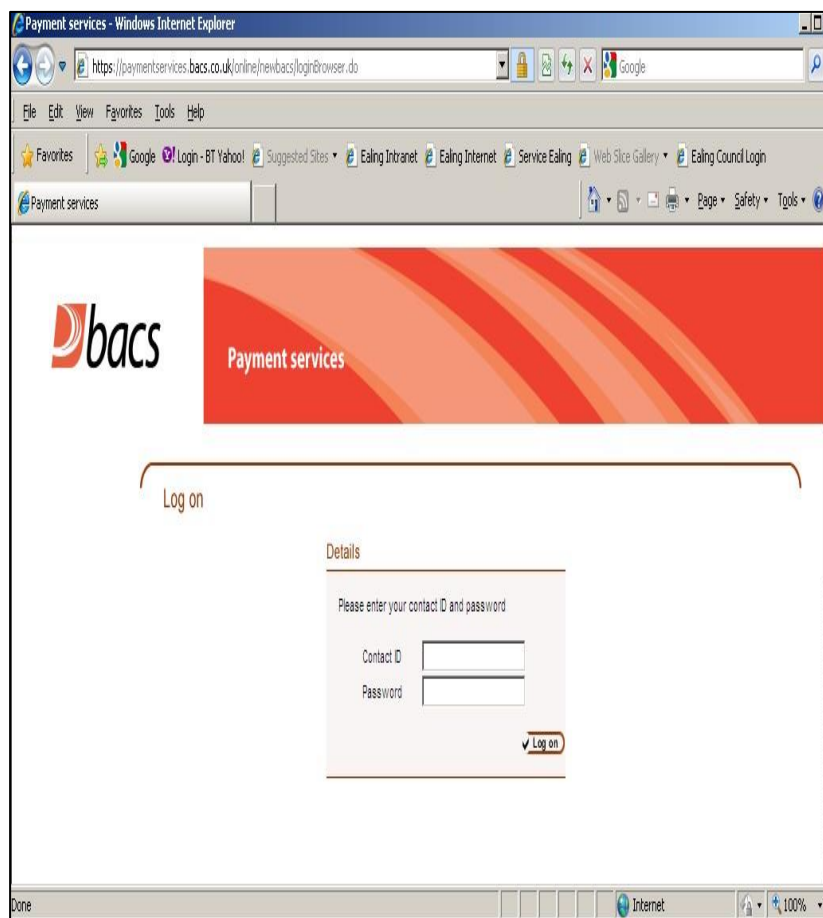 Payment services - Windows Internet Explorer
https://paymentservices.bacs.co.uk/online/newbacs/loginBrowser.do
Google
File Edit View Favorites Tools Help
Favorites Google Login - BT Yahoo! Suggested Sites Ealing Intranet Ealing Internet Service Ealing Web Slice Gallery Ealing Council Login
Payment services
Page Safety Tools
bacs
Payment services
Log on
Details
Please enter your contact ID and password
Contact ID
Password
Log on
Done
Internet
100%